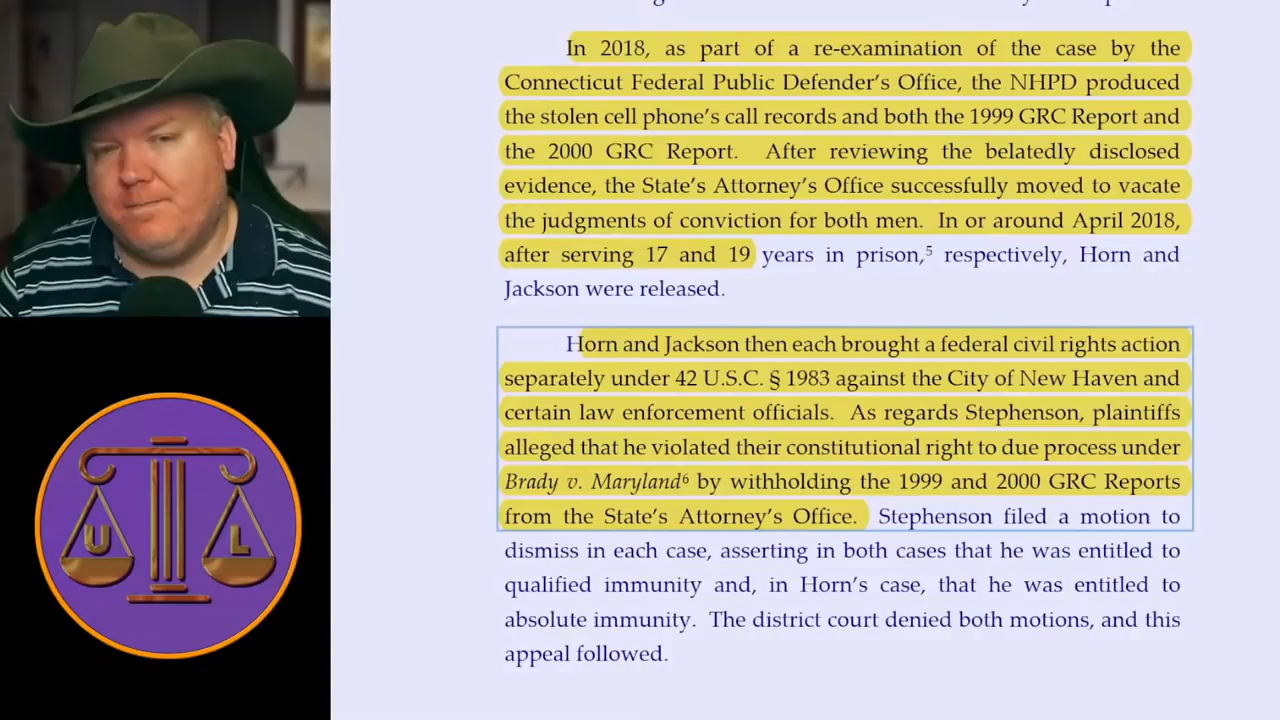 In 2018, as part of a re-examination of the case by the
Connecticut Federal Public Defender's Office, the NHPD produced
the stolen cell phone's call records and both the 1999 GRC Report and
the 2000 GRC Report. After reviewing the belatedly disclosed
evidence, the State's Attorney's Office successfully moved to vacate
the judgments of conviction for both men. In or around April 2018,
after serving 17 and 19 years in prison,⁵ respectively, Horn and
Jackson were released.
Horn and Jackson then each brought a federal civil rights action
separately under 42 U.S.C. § 1983 against the City of New Haven and
certain law enforcement officials. As regards Stephenson, plaintiffs
alleged that he violated their constitutional right to due process under
Brady v. Maryland⁶ by withholding the 1999 and 2000 GRC Reports
from the State's Attorney's Office. Stephenson filed a motion to
dismiss in each case, asserting in both cases that he was entitled to
qualified immunity and, in Horn's case, that he was entitled to
absolute immunity. The district court denied both motions, and this
appeal followed.
U L